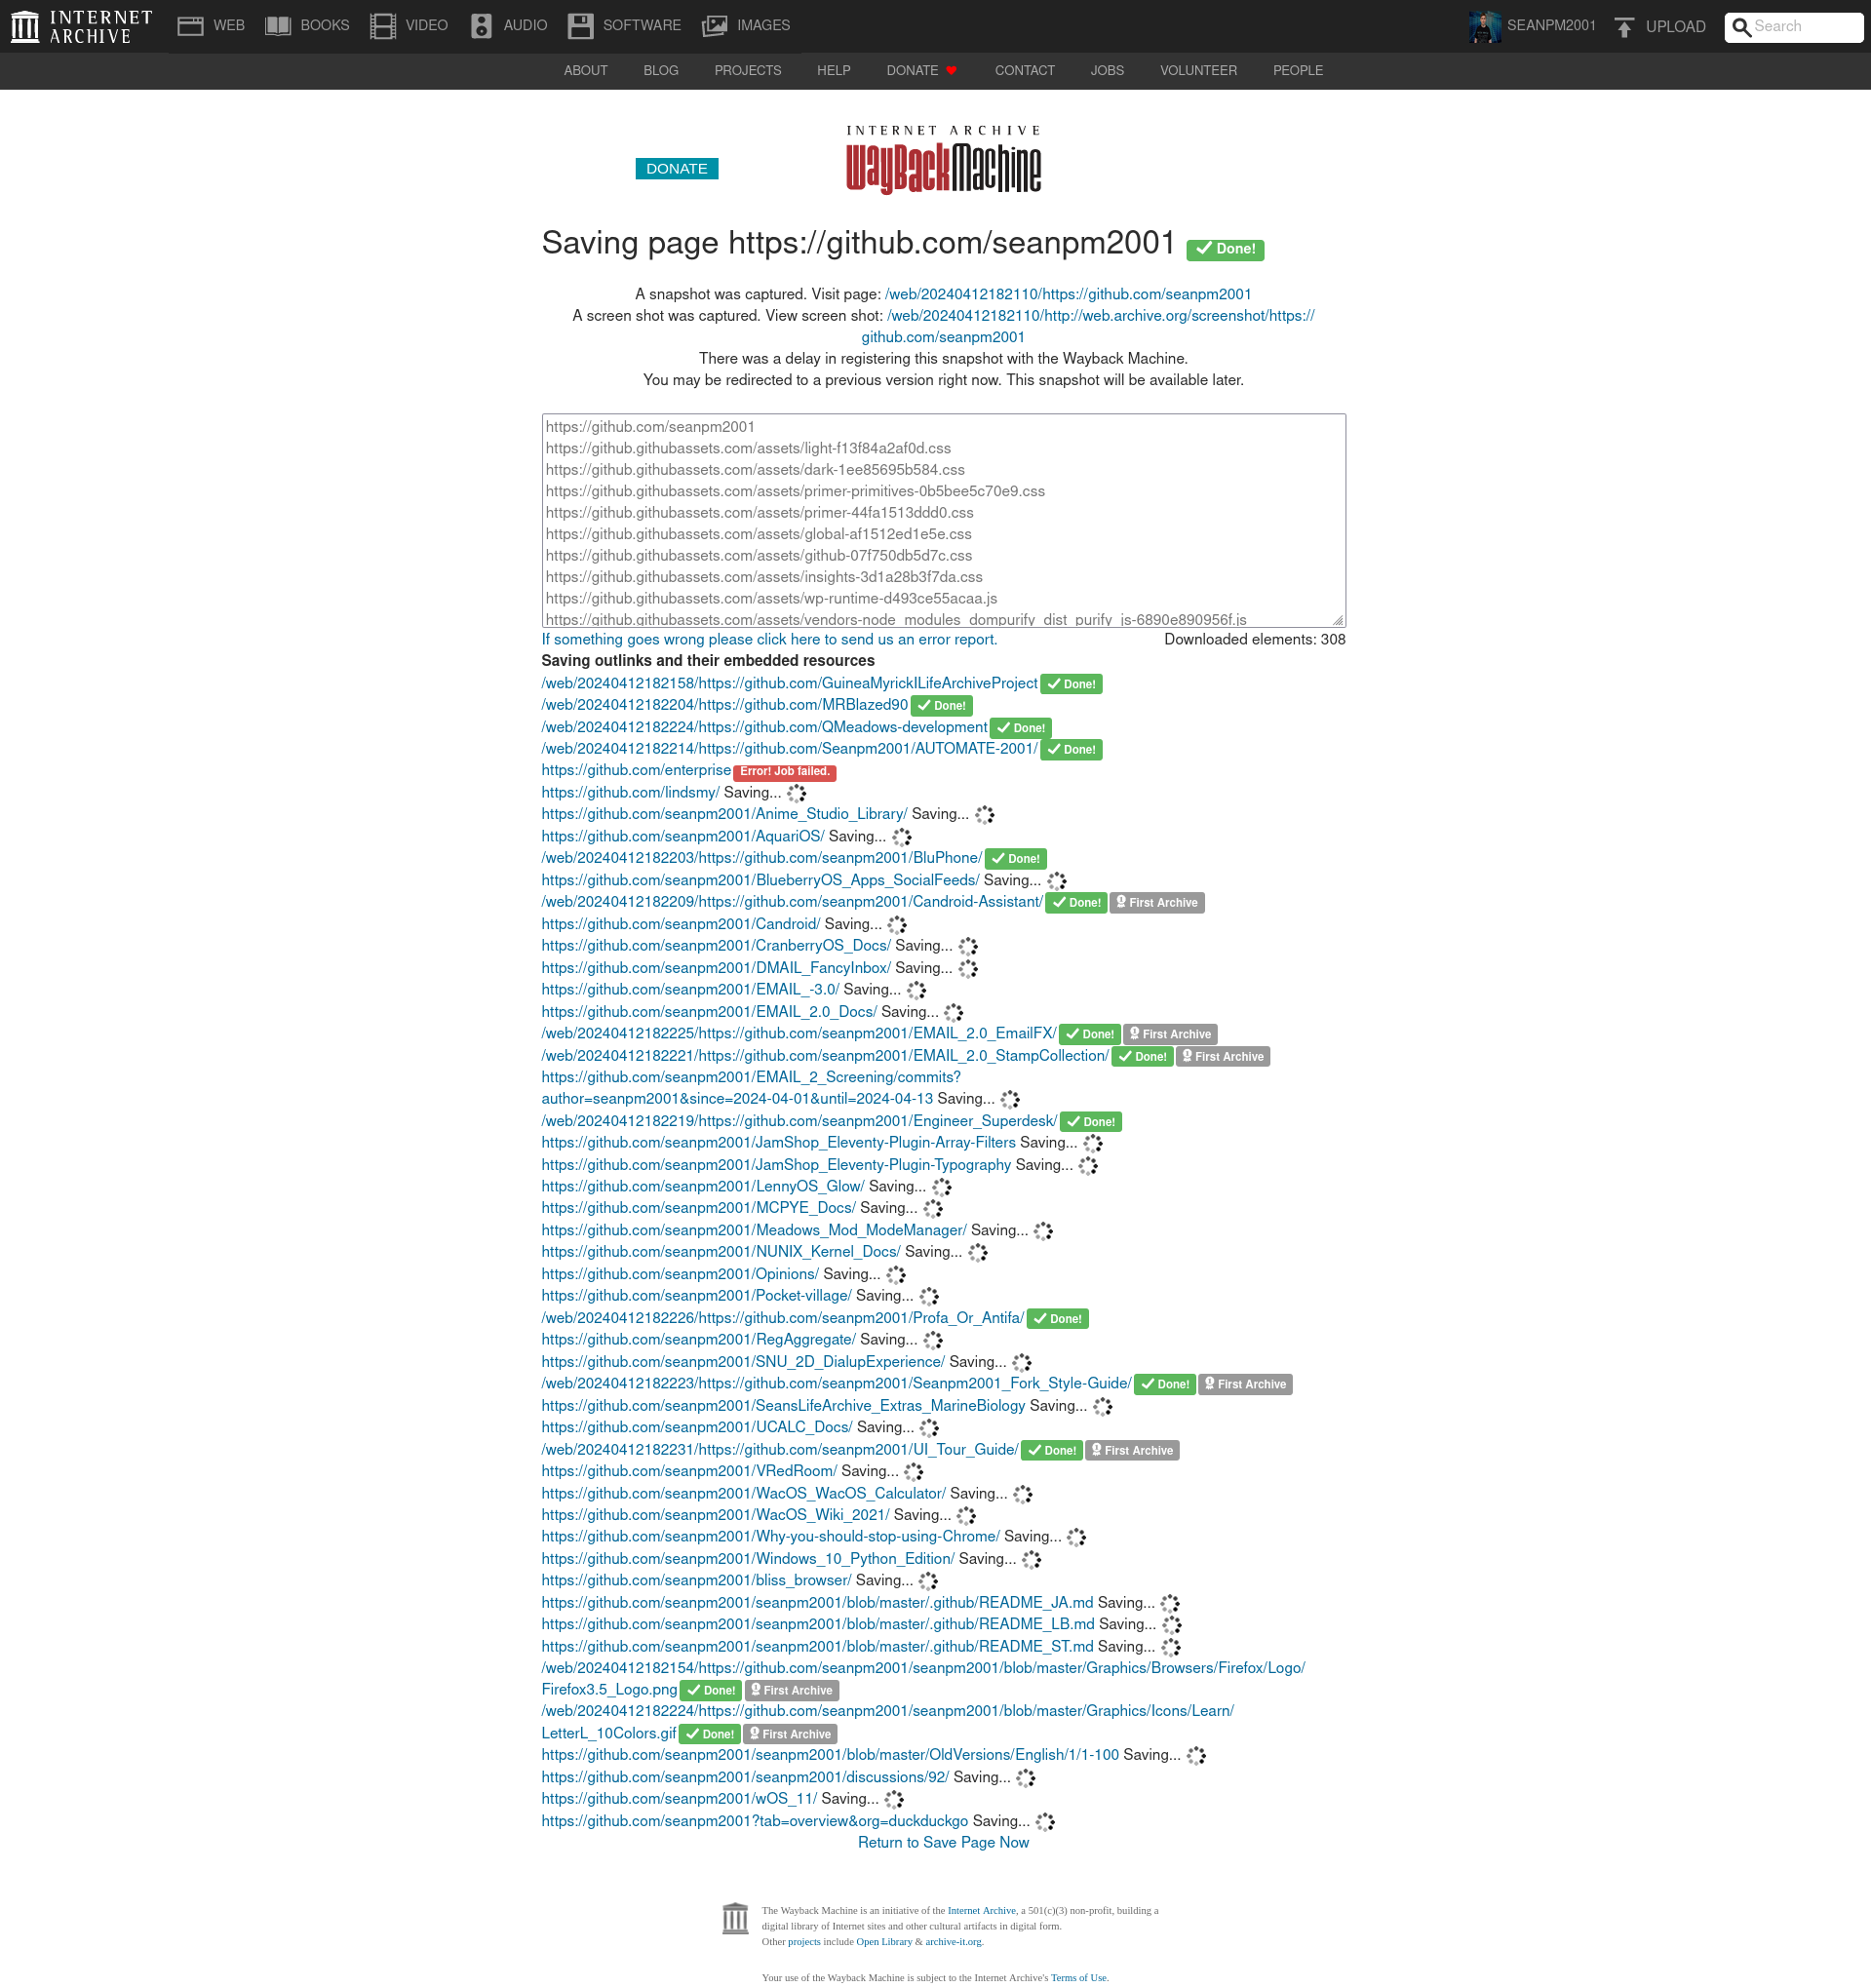 INTERNET ARCHIVE
WEB BOOKS VIDEO AUDIO SOFTWARE IMAGES SEANPM2001 UPLOAD Search
ABOUT BLOG PROJECTS HELP DONATE CONTACT JOBS VOLUNTEER PEOPLE
INTERNET ARCHIVE
DONATE
WayBackMachine
Saving page https://github.com/seanpm2001 Done!
A snapshot was captured. Visit page: /web/20240412182110/https://github.com/seanpm2001
A screen shot was captured. View screen shot: /web/20240412182110/http://web.archive.org/screenshot/https://
github.com/seanpm2001
There was a delay in registering this snapshot with the Wayback Machine.
You may be redirected to a previous version right now. This snapshot will be available later.
https://github.com/seanpm2001
https://github.githubassets.com/assets/light-f13f84a2af0d.css
https://github.githubassets.com/assets/dark-1ee85695b584.css
https://github.githubassets.com/assets/primer-primitives-0b5bee5c70e9.css
https://github.githubassets.com/assets/primer-44fa1513ddd0.css
https://github.githubassets.com/assets/global-af1512ed1e5e.css
https://github.githubassets.com/assets/github-07f750db5d7c.css
https://github.githubassets.com/assets/insights-3d1a28b3f7da.css
https://github.githubassets.com/assets/wp-runtime-d493ce55acaa.js
https://github.githubassets.com/assets/vendors-node_modules_dompurify_dist_purify_js-6890e890956f.js
If something goes wrong please click here to send us an error report. Downloaded elements: 308
Saving outlinks and their embedded resources
/web/20240412182158/https://github.com/GuineaMyrickILifeArchiveProject Done!
/web/20240412182204/https://github.com/MRBlazed90 Done!
/web/20240412182224/https://github.com/QMeadows-development Done!
/web/20240412182214/https://github.com/Seanpm2001/AUTOMATE-2001/ Done!
https://github.com/enterprise Error! Job failed.
https://github.com/lindsmy/ Saving...
https://github.com/seanpm2001/Anime_Studio_Library/ Saving...
https://github.com/seanpm2001/AquariOS/ Saving...
/web/20240412182203/https://github.com/seanpm2001/BluPhone/ Done!
https://github.com/seanpm2001/BlueberryOS_Apps_SocialFeeds/ Saving...
/web/20240412182209/https://github.com/seanpm2001/Candroid-Assistant/ Done! First Archive
https://github.com/seanpm2001/Candroid/ Saving...
https://github.com/seanpm2001/CranberryOS_Docs/ Saving...
https://github.com/seanpm2001/DMAIL_FancyInbox/ Saving...
https://github.com/seanpm2001/EMAIL_-3.0/ Saving...
https://github.com/seanpm2001/EMAIL_2.0_Docs/ Saving...
/web/20240412182225/https://github.com/seanpm2001/EMAIL_2.0_EmailFX/ Done! First Archive
/web/20240412182221/https://github.com/seanpm2001/EMAIL_2.0_StampCollection/ Done! First Archive
https://github.com/seanpm2001/EMAIL_2_Screening/commits?
author=seanpm2001&since=2024-04-01&until=2024-04-13 Saving...
/web/20240412182219/https://github.com/seanpm2001/Engineer_Superdesk/ Done!
https://github.com/seanpm2001/JamShop_Eleventy-Plugin-Array-Filters Saving...
https://github.com/seanpm2001/JamShop_Eleventy-Plugin-Typography Saving...
https://github.com/seanpm2001/LennyOS_Glow/ Saving...
https://github.com/seanpm2001/MCPYE_Docs/ Saving...
https://github.com/seanpm2001/Meadows_Mod_ModeManager/ Saving...
https://github.com/seanpm2001/NUNIX_Kernel_Docs/ Saving...
https://github.com/seanpm2001/Opinions/ Saving...
https://github.com/seanpm2001/Pocket-village/ Saving...
/web/20240412182226/https://github.com/seanpm2001/Profa_Or_Antifa/ Done!
https://github.com/seanpm2001/RegAggregate/ Saving...
https://github.com/seanpm2001/SNU_2D_DialupExperience/ Saving...
/web/20240412182223/https://github.com/seanpm2001/Seanpm2001_Fork_Style-Guide/ Done! First Archive
https://github.com/seanpm2001/SeansLifeArchive_Extras_MarineBiology Saving...
https://github.com/seanpm2001/UCALC_Docs/ Saving...
/web/20240412182231/https://github.com/seanpm2001/UI_Tour_Guide/ Done! First Archive
https://github.com/seanpm2001/VRedRoom/ Saving...
https://github.com/seanpm2001/WacOS_WacOS_Calculator/ Saving...
https://github.com/seanpm2001/WacOS_Wiki_2021/ Saving...
https://github.com/seanpm2001/Why-you-should-stop-using-Chrome/ Saving...
https://github.com/seanpm2001/Windows_10_Python_Edition/ Saving...
https://github.com/seanpm2001/bliss_browser/ Saving...
https://github.com/seanpm2001/seanpm2001/blob/master/.github/README_JA.md Saving...
https://github.com/seanpm2001/seanpm2001/blob/master/.github/README_LB.md Saving...
https://github.com/seanpm2001/seanpm2001/blob/master/.github/README_ST.md Saving...
/web/20240412182154/https://github.com/seanpm2001/seanpm2001/blob/master/Graphics/Browsers/Firefox/Logo/
Firefox3.5_Logo.png Done! First Archive
/web/20240412182224/https://github.com/seanpm2001/seanpm2001/blob/master/Graphics/Icons/Learn/
LetterL_10Colors.gif Done! First Archive
https://github.com/seanpm2001/seanpm2001/blob/master/OldVersions/English/1/1-100 Saving...
https://github.com/seanpm2001/seanpm2001/discussions/92/ Saving...
https://github.com/seanpm2001/wOS_11/ Saving...
https://github.com/seanpm2001?tab=overview&org=duckduckgo Saving...
Return to Save Page Now
The Wayback Machine is an initiative of the Internet Archive, a 501(c)(3) non-profit, building a
digital library of Internet sites and other cultural artifacts in digital form.
Other projects include Open Library & archive-it.org.
Your use of the Wayback Machine is subject to the Internet Archive's Terms of Use.